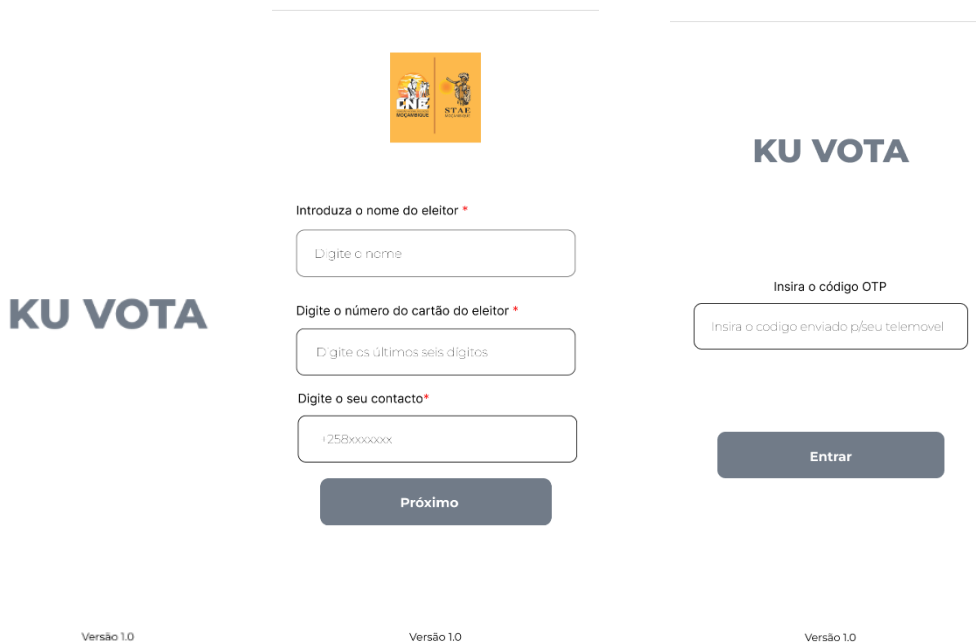 KU VOTA
Versão 1.0
CNE
MOÇAMBIQUE
STAE
MOÇAMBIQUE
Introduza o nome do eleitor *
Digite o nome
Digite o número do cartão do eleitor *
Digite os últimos seis dígitos
Digite o seu contacto*
+258xxxxxxx
Próximo
Versão 1.0
KU VOTA
Insira o código OTP
Insira o codigo enviado p/seu telemovel
Entrar
Versão 1.0